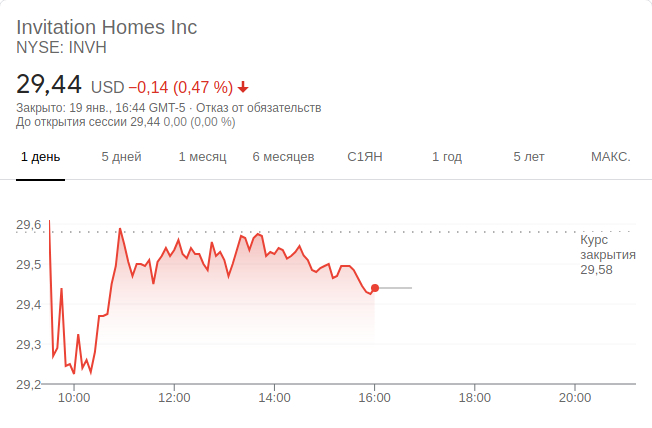 Invitation Homes Inc
NYSE: INVH
29,44 USD −0,14 (0,47 %)
Закрыто: 19 янв., 16:44 GMT-5 · Отказ от обязательств
До открытия сессии 29,44 0,00 (0,00 %)
1 день 5 дней 1 месяц 6 месяцев С1ЯН 1 год 5 лет МАКС.
29,6
Курс
закрытия
29,58
29,5
29,4
29,3
29,2
10:00 12:00 14:00 16:00 18:00 20:00